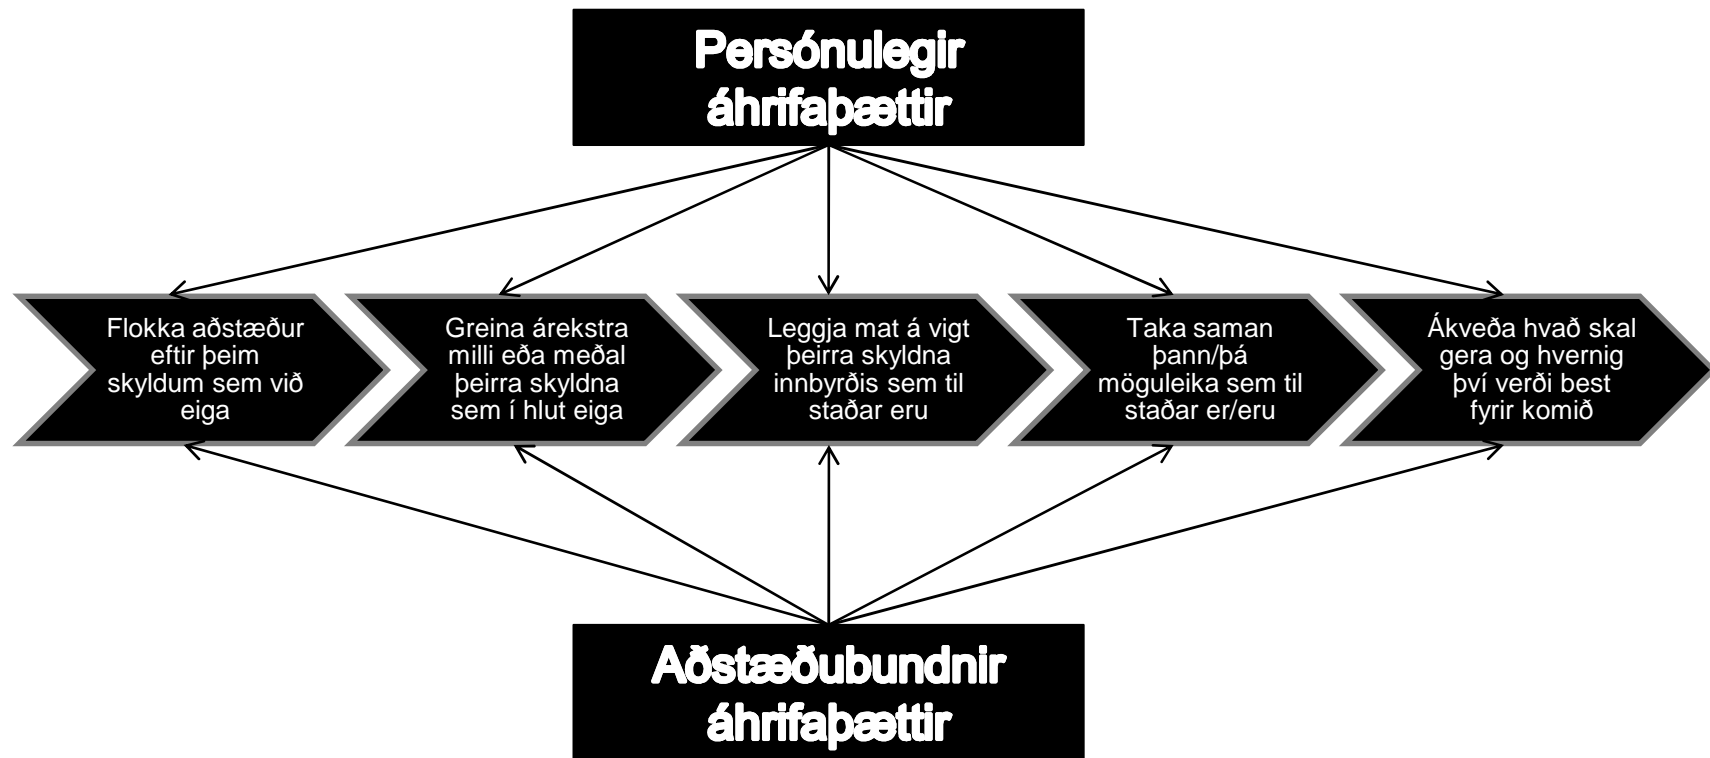 Persónulegir
áhrifaþættir
Flokka aðstæður
eftir þeim
skyldum sem við
eiga
Greina árekstra
milli eða meðal
þeirra skyldna
sem í hlut eiga
Leggja mat á vigt
þeirra skyldna
innbyrðis sem til
staðar eru
Taka saman
þann/þá
möguleika sem til
staðar er/eru
Ákveða hvað skal
gera og hvernig
því verði best
fyrir komið
Aðstæðubundnir
áhrifaþættir